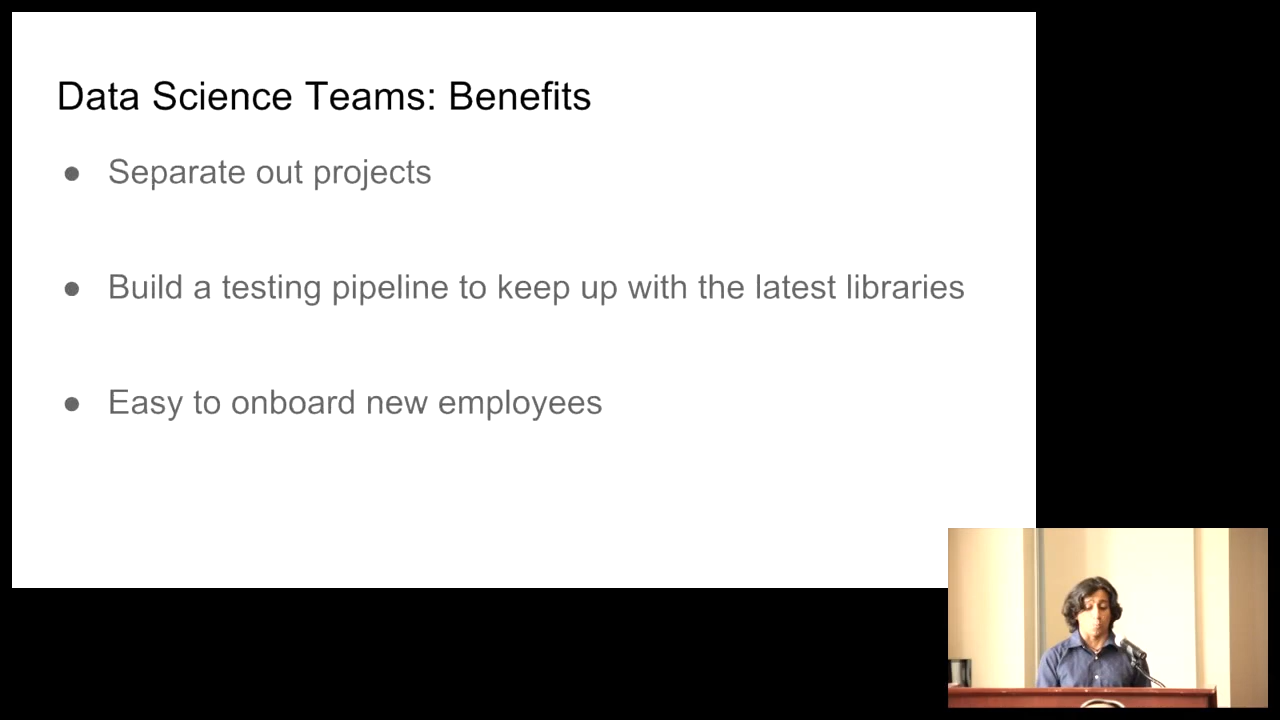 Data Science Teams: Benefits
● Separate out projects
● Build a testing pipeline to keep up with the latest libraries
● Easy to onboard new employees